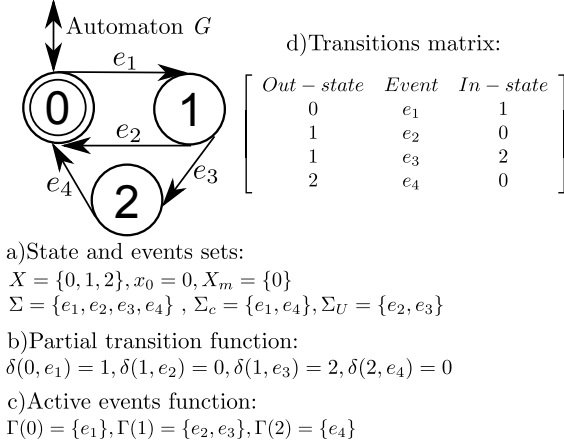 Automaton G
e₁
0
1
e₂
e₃
e₄
2
d)Transitions matrix:
Out − state Event In − state
0 e₁ 1
1 e₂ 0
1 e₃ 2
2 e₄ 0
a)State and events sets:
X = {0, 1, 2}, x₀ = 0, Xₘ = {0}
Σ = {e₁, e₂, e₃, e₄} , Σ_c = {e₁, e₄}, Σ_U = {e₂, e₃}
b)Partial transition function:
δ(0, e₁) = 1, δ(1, e₂) = 0, δ(1, e₃) = 2, δ(2, e₄) = 0
c)Active events function:
Γ(0) = {e₁}, Γ(1) = {e₂, e₃}, Γ(2) = {e₄}